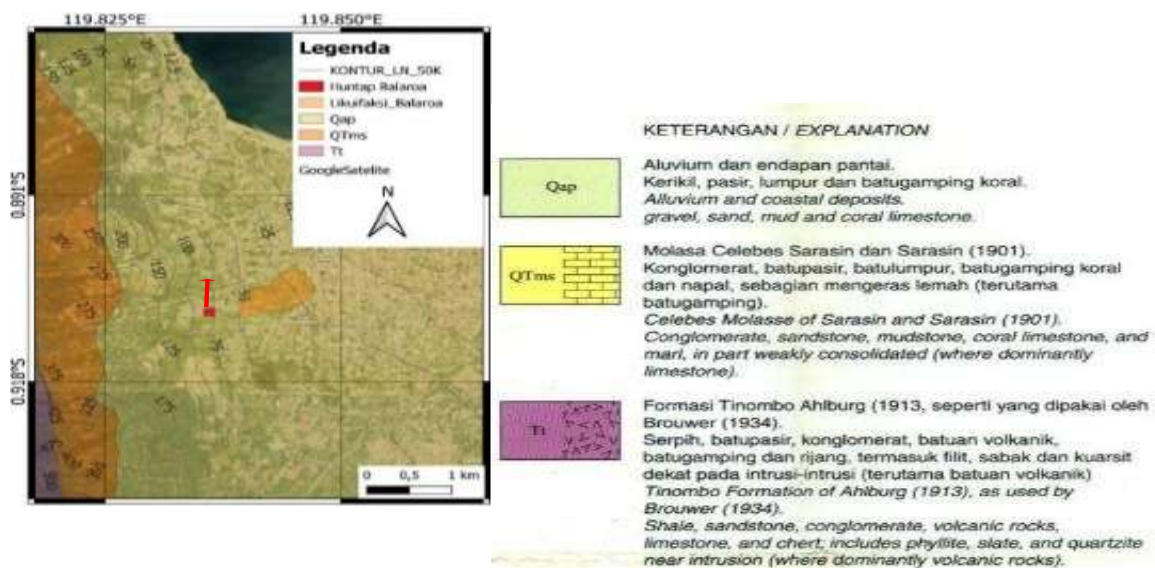 119.825°E
119.850°E
Legenda
KONTUR_LN_50K
Huntap Balaroa
Likuifaksi_Balaroa
Qap
QTms
Tt
GoogleSatelite
N
0.891°S
0.918°S
0
0,5
1 km
KETERANGAN / EXPLANATION
Qap
Aluvium dan endapan pantai.
Kerikil, pasir, lumpur dan batugamping koral.
Alluvium and coastal deposits.
gravel, sand, mud and coral limestone.
QTms
Molasa Celebes Sarasin dan Sarasin (1901).
Konglomerat, batupasir, batulumpur, batugamping koral
dan napal, sebagian mengeras lemah (terutama
batugamping).
Celebes Molasse of Sarasin and Sarasin (1901).
Conglomerate, sandstone, mudstone, coral limestone, and
marl, in part weakly consolidated (where dominantly
limestone).
Tt
Formasi Tinombo Ahlburg (1913, seperti yang dipakai oleh
Brouwer (1934).
Serpih, batupasir, konglomerat, batuan volkanik,
batugamping dan rijang, termasuk filit, sabak dan kuarsit
dekat pada intrusi-intrusi (terutama batuan volkanik)
Tinombo Formation of Ahlburg (1913), as used by
Brouwer (1934).
Shale, sandstone, conglomerate, volcanic rocks,
limestone, and chert; includes phyllite, slate, and quartzite
near intrusion (where dominantly volcanic rocks).